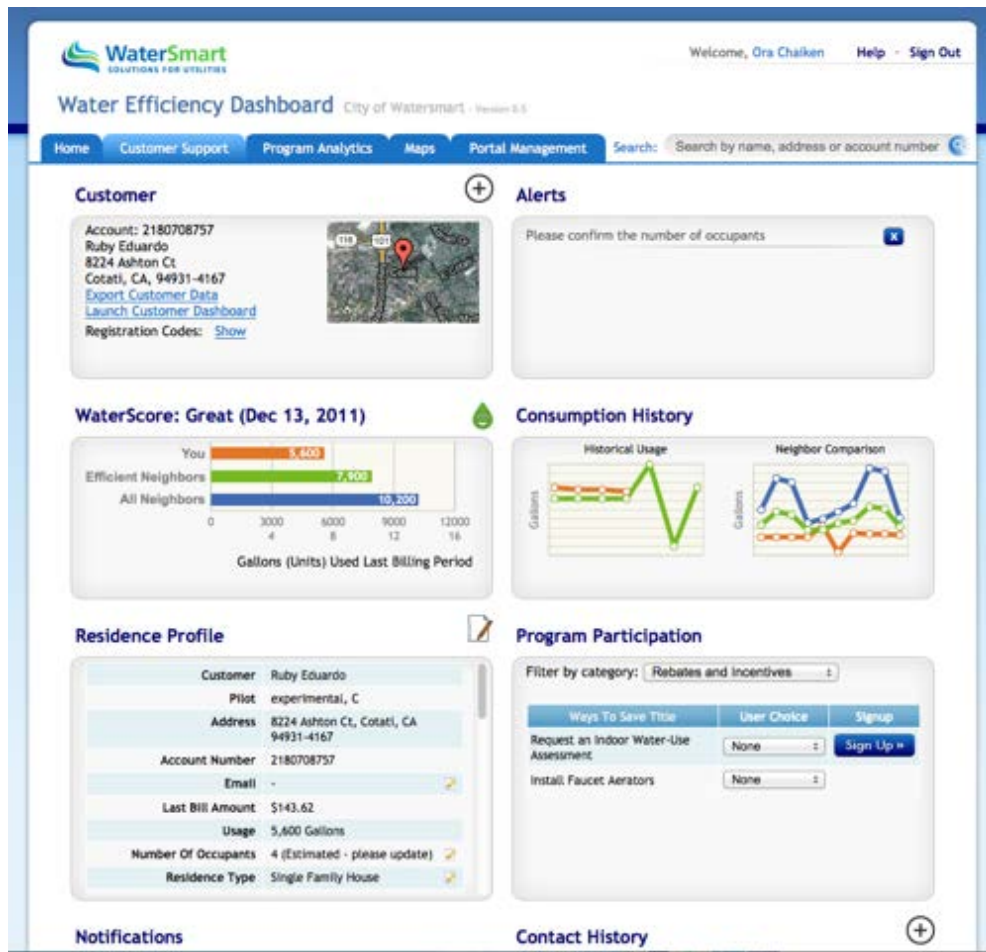 WaterSmart
SOLUTIONS FOR UTILITIES
Welcome, Ora Chaiken Help - Sign Out
Water Efficiency Dashboard City of Watersmart - Version
Home Customer Support Program Analytics Maps Portal Management Search: Search by name, address or account number
Customer
Account: 2180708757
Ruby Eduardo
8224 Ashton Ct
Cotati, CA, 94931-4167
Export Customer Data
Launch Customer Dashboard
Registration Codes: Show
116 101
Alerts
Please confirm the number of occupants
x
WaterScore: Great (Dec 13, 2011)
You 5,600
Efficient Neighbors 7,900
All Neighbors 10,200
0 3000 6000 9000 12000
4 8 12 16
Gallons (Units) Used Last Billing Period
Consumption History
Historical Usage Neighbor Comparison
Gallons Gallons
Residence Profile
Customer Ruby Eduardo
Pilot experimental, C
Address 8224 Ashton Ct, Cotati, CA
94931-4167
Account Number 2180708757
Email -
Last Bill Amount $143.62
Usage 5,600 Gallons
Number Of Occupants 4 (Estimated - please update)
Residence Type Single Family House
Program Participation
Filter by category: Rebates and Incentives
Ways To Save Title User Choice Signup
Request an Indoor Water-Use
Assessment None Sign Up »
Install Faucet Aerators None
Notifications
Contact History